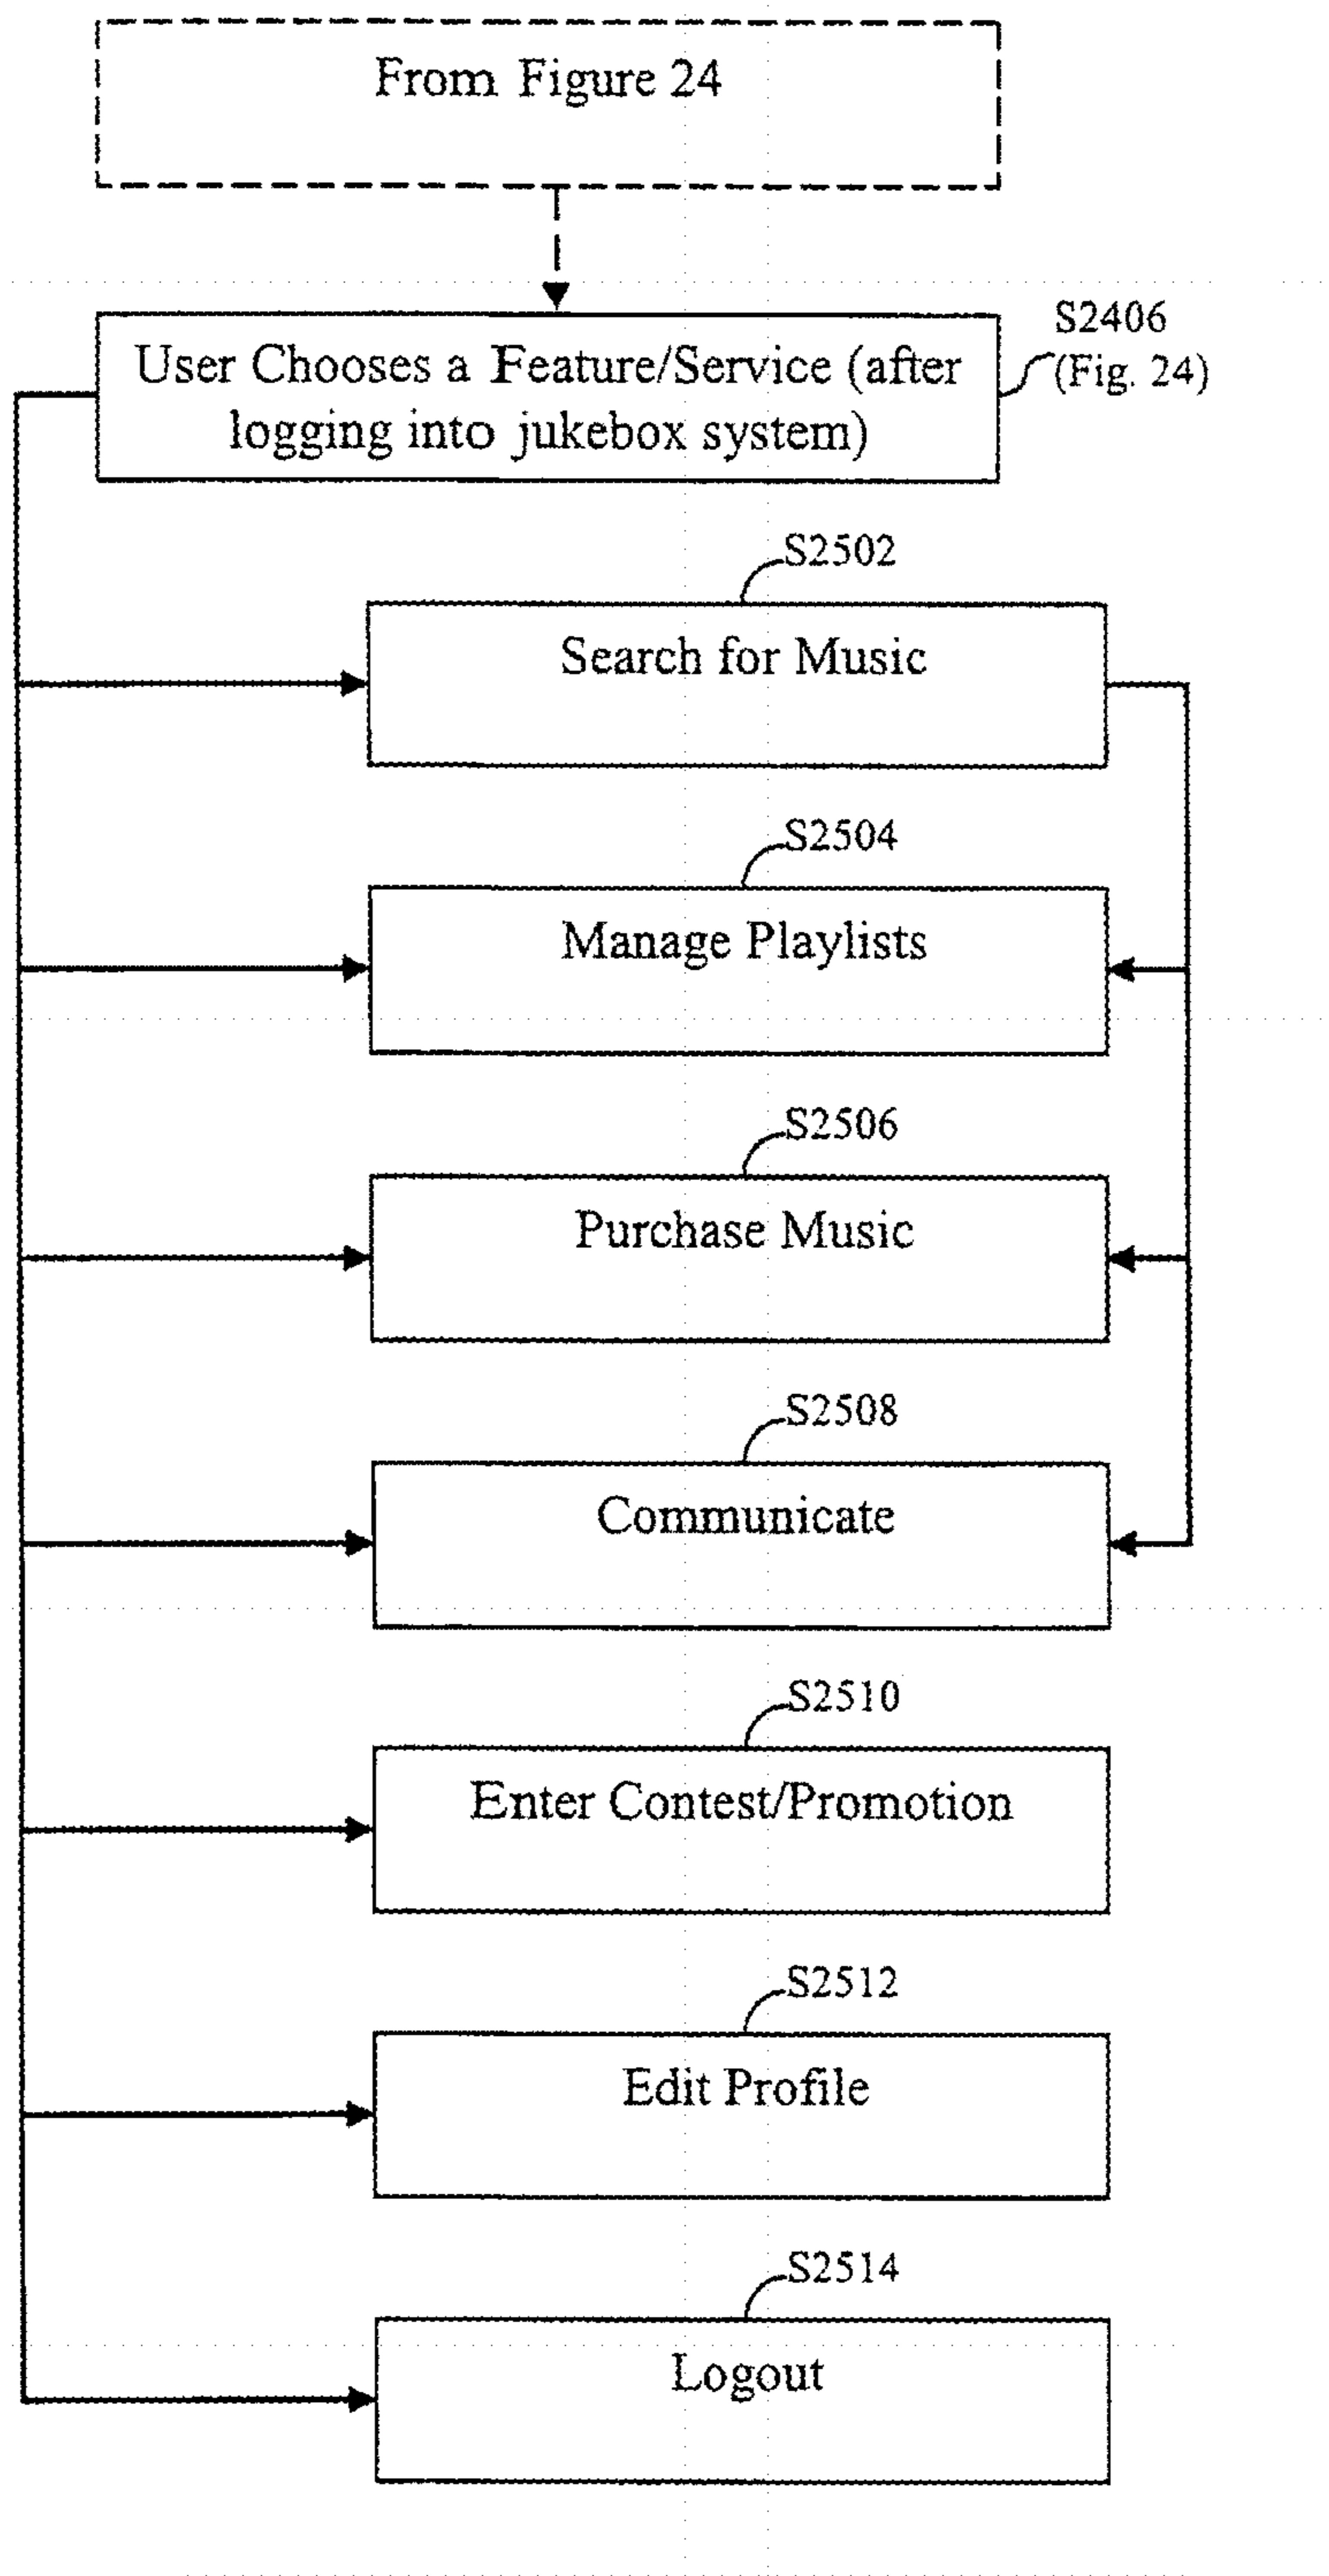 From Figure 24
S2406
(Fig. 24)
User Chooses a Feature/Service (after
logging into jukebox system)
S2502
Search for Music
S2504
Manage Playlists
S2506
Purchase Music
S2508
Communicate
S2510
Enter Contest/Promotion
S2512
Edit Profile
S2514
Logout